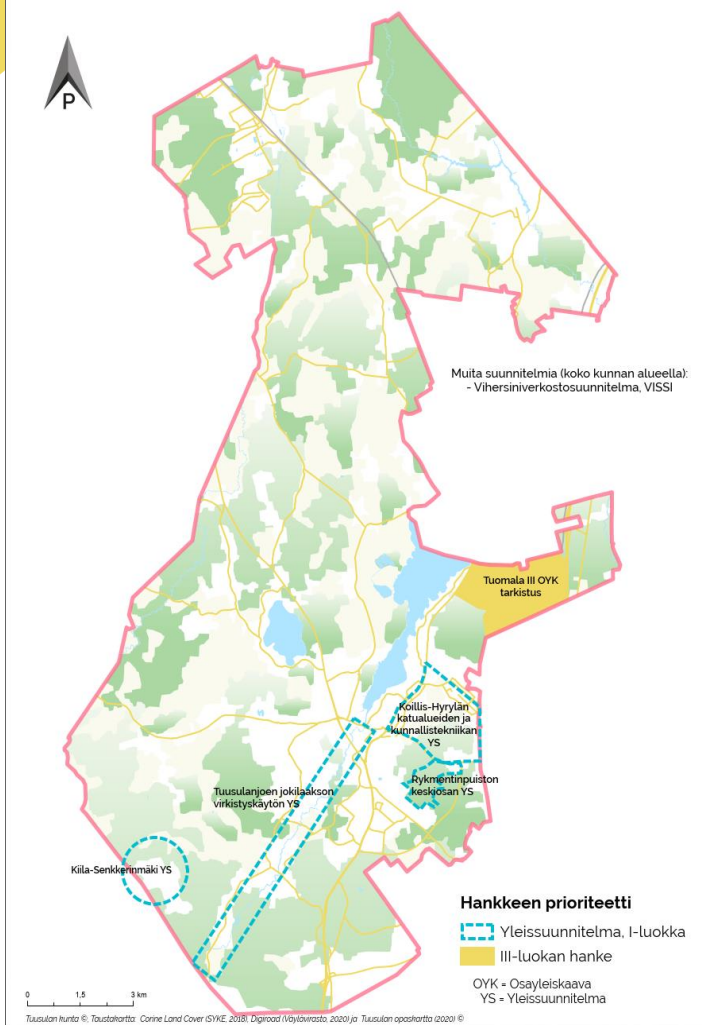 P
Muita suunnitelmia (koko kunnan alueella):
- Vihersiniverkostosuunnitelma, VISSI
Tuomala III OYK
tarkistus
Koillis-Hyrylän
katualueiden ja
kunnallistekniikan
YS
Rykmentinpuiston
keskiosan YS
Tuusulanjoen jokilaakson
virkistyskäytön YS
Kiila-Senkkerinmäki YS
Hankkeen prioriteetti
Yleissuunnitelma, I-luokka
III-luokan hanke
OYK = Osayleiskaava
YS = Yleissuunnitelma
0 1,5 3 km
Tuusulan kunta ©, Taustakartta: Corine Land Cover (SYKE, 2018), Digiroad (Väylävirasto, 2020) ja Tuusulan opaskartta (2020) ©